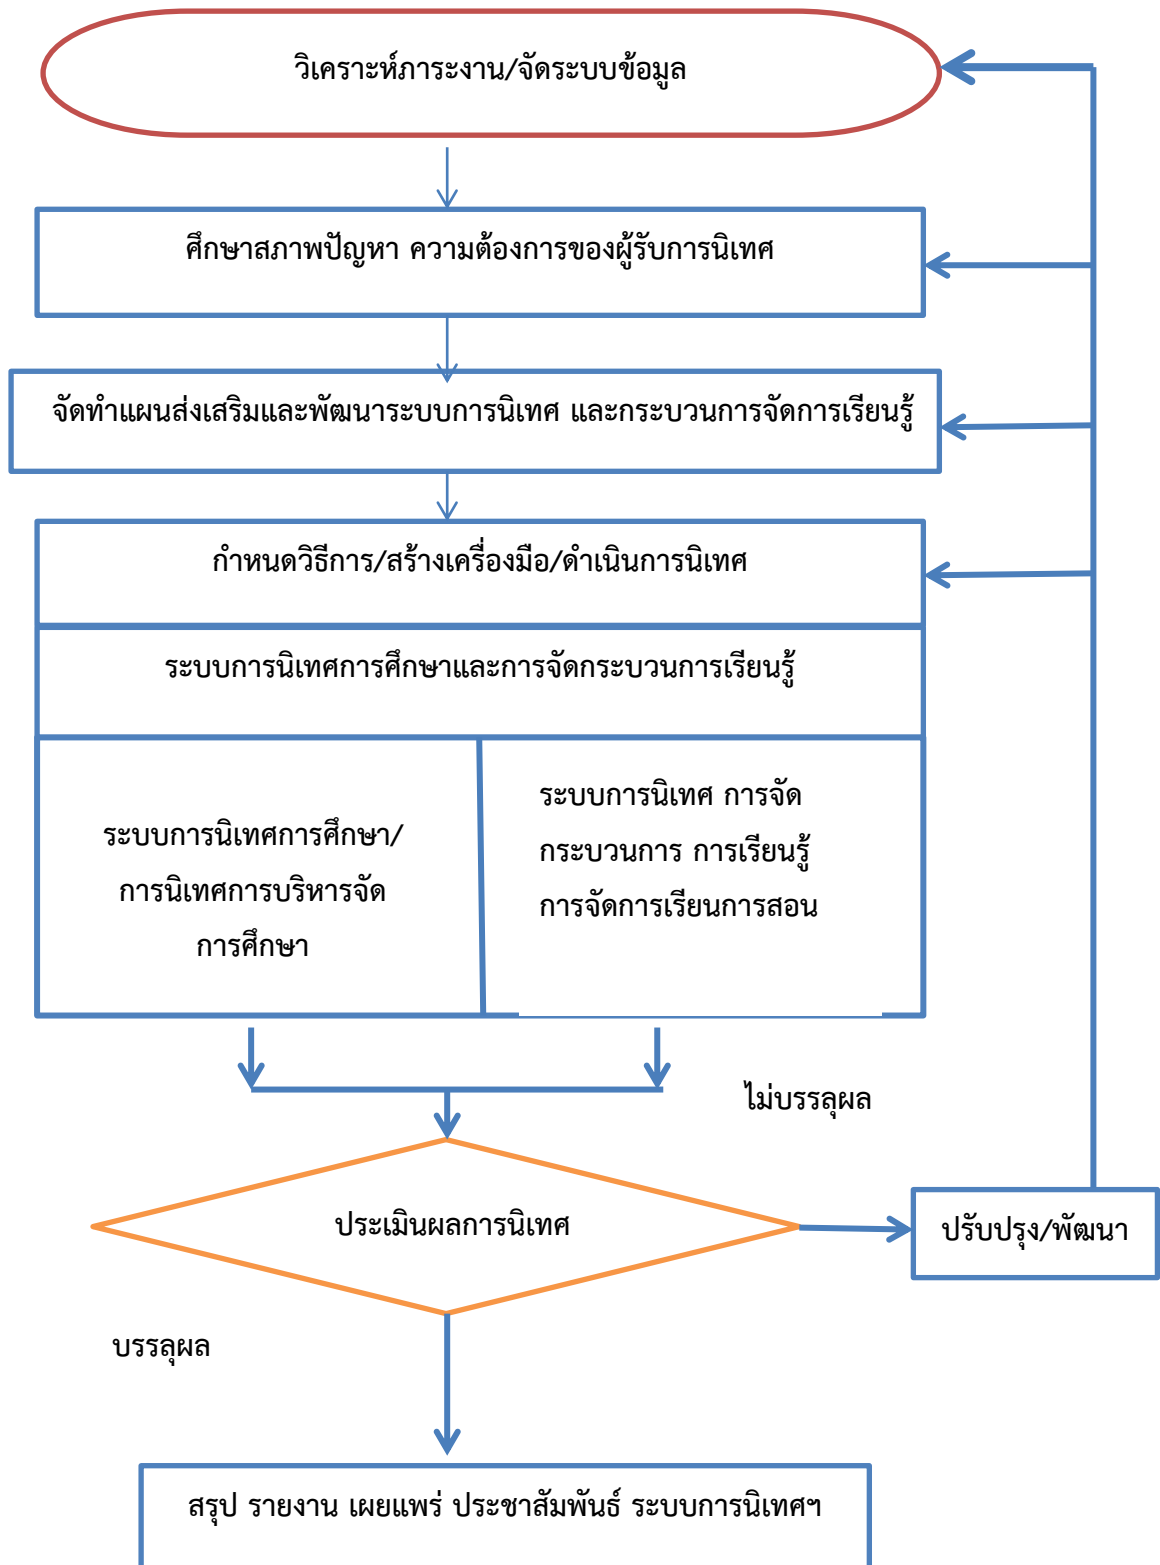 วิเคราะห์ภาระงาน/จัดระบบข้อมูล
ศึกษาสภาพปัญหา ความต้องการของผู้รับการนิเทศ
จัดทำแผนส่งเสริมและพัฒนาระบบการนิเทศ และกระบวนการจัดการเรียนรู้
กำหนดวิธีการ/สร้างเครื่องมือ/ดำเนินการนิเทศ
ระบบการนิเทศการศึกษาและการจัดกระบวนการเรียนรู้
ระบบการนิเทศการศึกษา/
การนิเทศการบริหารจัด
การศึกษา
ระบบการนิเทศ การจัด
กระบวนการ การเรียนรู้
การจัดการเรียนการสอน
ไม่บรรลุผล
ประเมินผลการนิเทศ
ปรับปรุง/พัฒนา
บรรลุผล
สรุป รายงาน เผยแพร่ ประชาสัมพันธ์ ระบบการนิเทศฯ